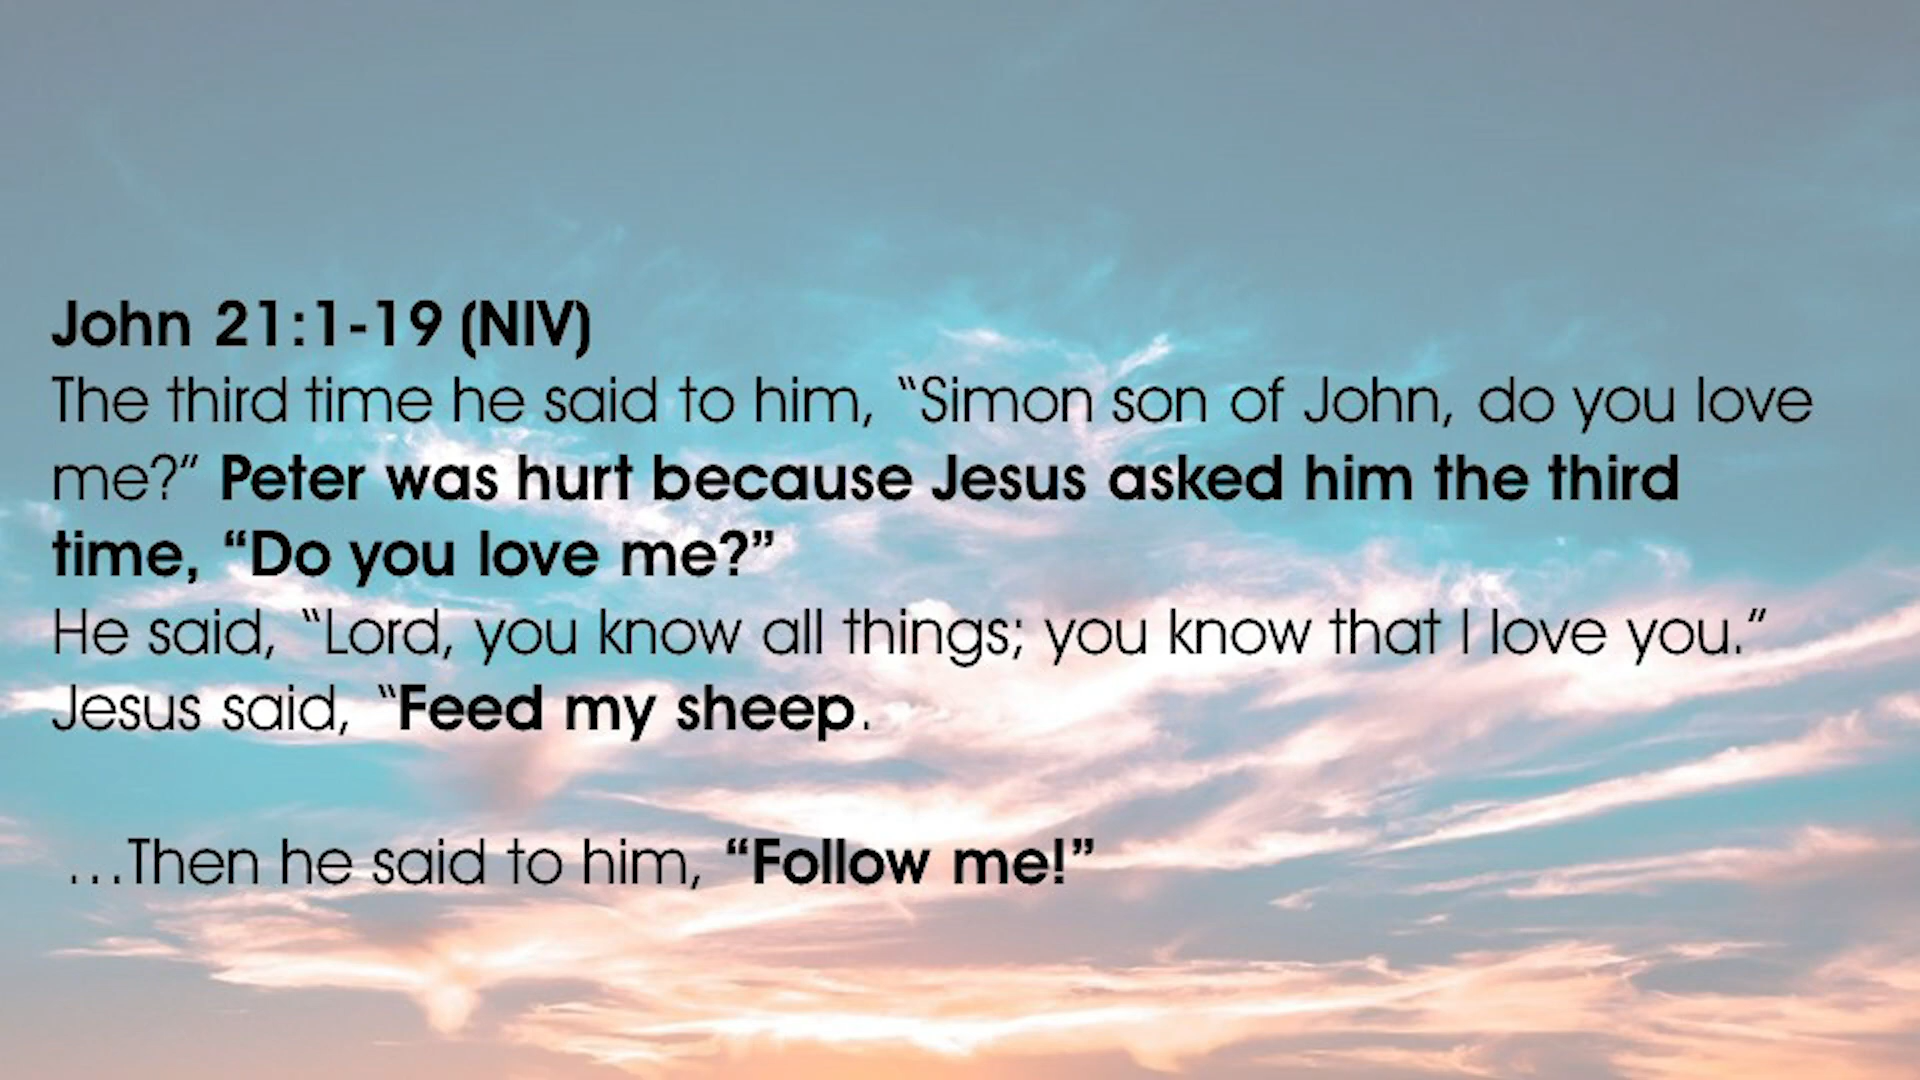 John 21:1-19 (NIV)
The third time he said to him, “Simon son of John, do you love
me?” Peter was hurt because Jesus asked him the third
time, “Do you love me?”
He said, “Lord, you know all things; you know that I love you.”
Jesus said, “Feed my sheep.
…Then he said to him, “Follow me!”